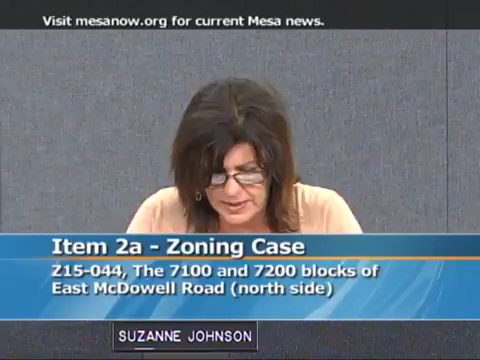 Visit mesanow.org for current Mesa news.
Item 2a - Zoning Case
Z15-044, The 7100 and 7200 blocks of
East McDowell Road (north side)
SUZANNE JOHNSON